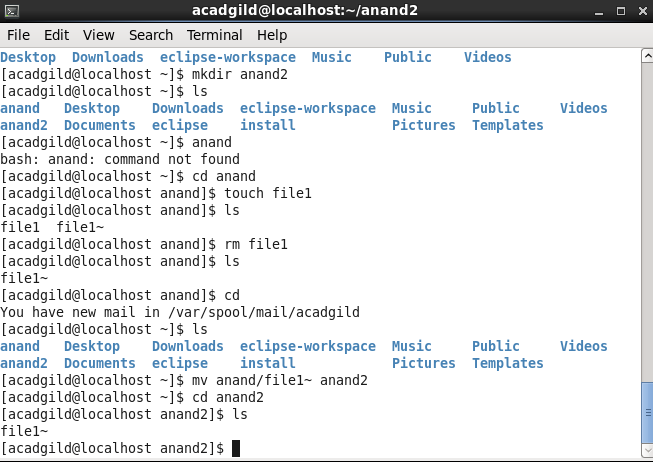 acadgild@localhost:~/anand2
File Edit View Search Terminal Help
Desktop Downloads eclipse-workspace Music Public Videos
[acadgild@localhost ~]$ mkdir anand2
[acadgild@localhost ~]$ ls
anand Desktop Downloads eclipse-workspace Music Public Videos
anand2 Documents eclipse install Pictures Templates
[acadgild@localhost ~]$ anand
bash: anand: command not found
[acadgild@localhost ~]$ cd anand
[acadgild@localhost anand]$ touch file1
[acadgild@localhost anand]$ ls
file1 file1~
[acadgild@localhost anand]$ rm file1
[acadgild@localhost anand]$ ls
file1~
[acadgild@localhost anand]$ cd
You have new mail in /var/spool/mail/acadgild
[acadgild@localhost ~]$ ls
anand Desktop Downloads eclipse-workspace Music Public Videos
anand2 Documents eclipse install Pictures Templates
[acadgild@localhost ~]$ mv anand/file1~ anand2
[acadgild@localhost ~]$ cd anand2
[acadgild@localhost anand2]$ ls
file1~
[acadgild@localhost anand2]$